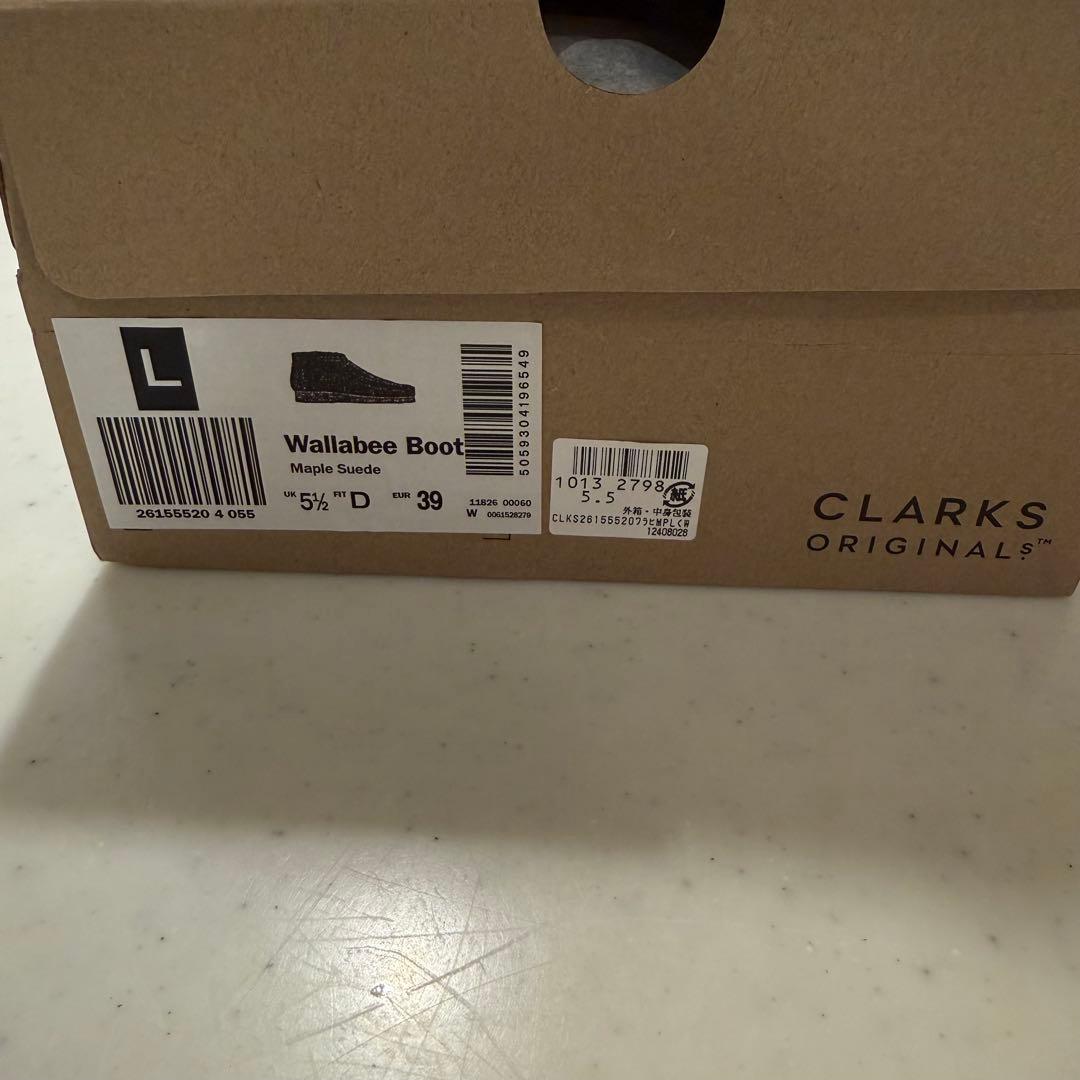 L
Wallabee Boot
Maple Suede
UK 5½ FIT D EUR 39
26155520 4 055
11826 00060
W 0061528279
5059304196549
1013 2798
5.5
紙
外箱・中身包装
CLKS26155520ワラビMPLく
12408028
CLARKS
ORIGINALS™